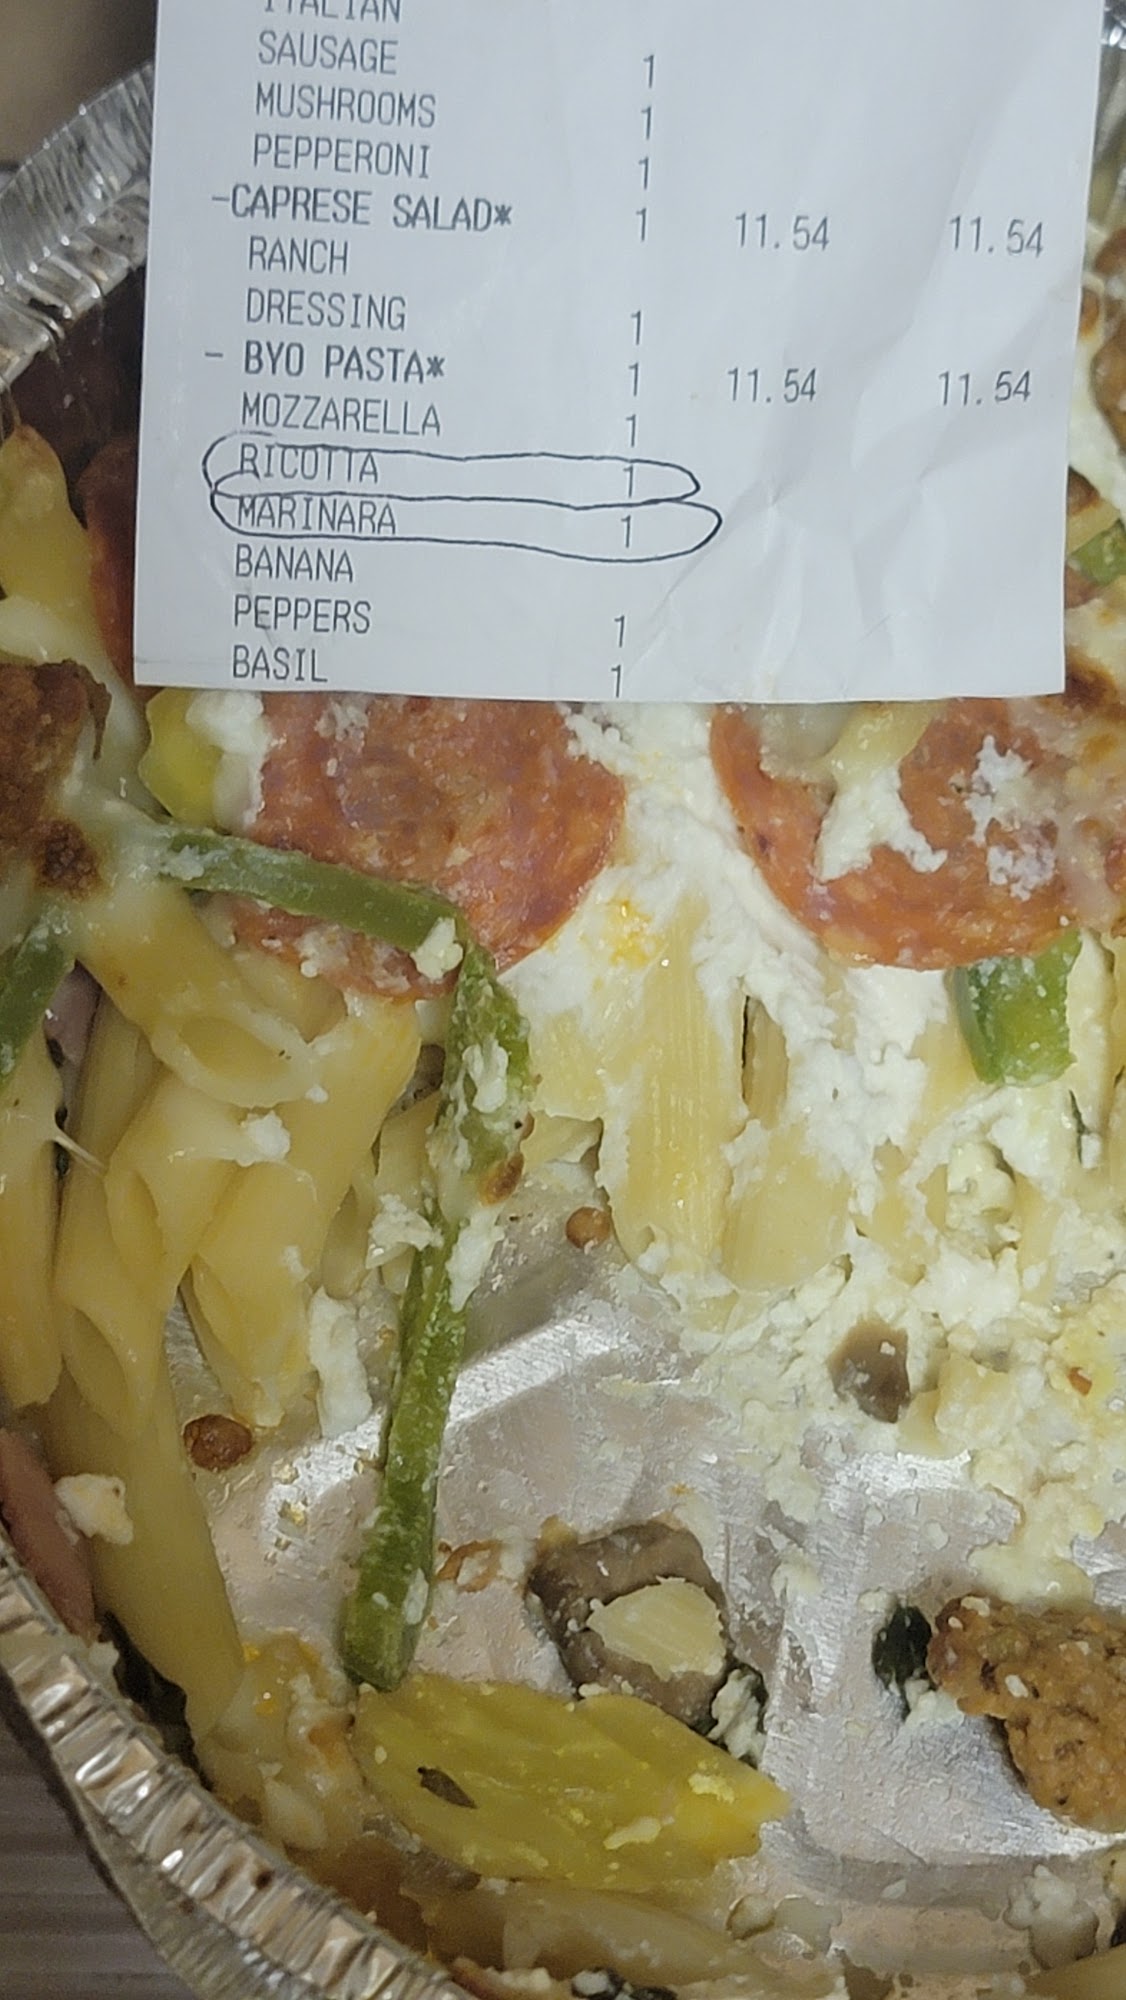 ITALIAN
SAUSAGE 1
MUSHROOMS 1
PEPPERONI 1
-CAPRESE SALAD* 1 11.54 11.54
RANCH
DRESSING 1
- BYO PASTA* 1 11.54 11.54
MOZZARELLA 1
RICOTTA 1
MARINARA 1
BANANA
PEPPERS 1
BASIL 1